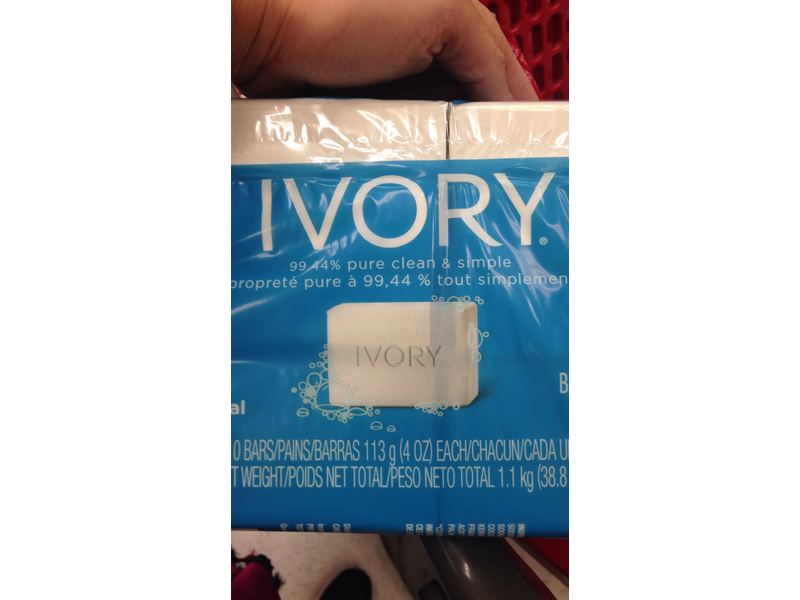 IVORY®
99.44% pure clean & simple
propreté pure à 99,44 % tout simplemen
IVORY
B
al
0 BARS/PAINS/BARRAS 113 g (4 OZ) EACH/CHACUN/CADA U
T WEIGHT/POIDS NET TOTAL/PESO NETO TOTAL 1.1 kg (38.8